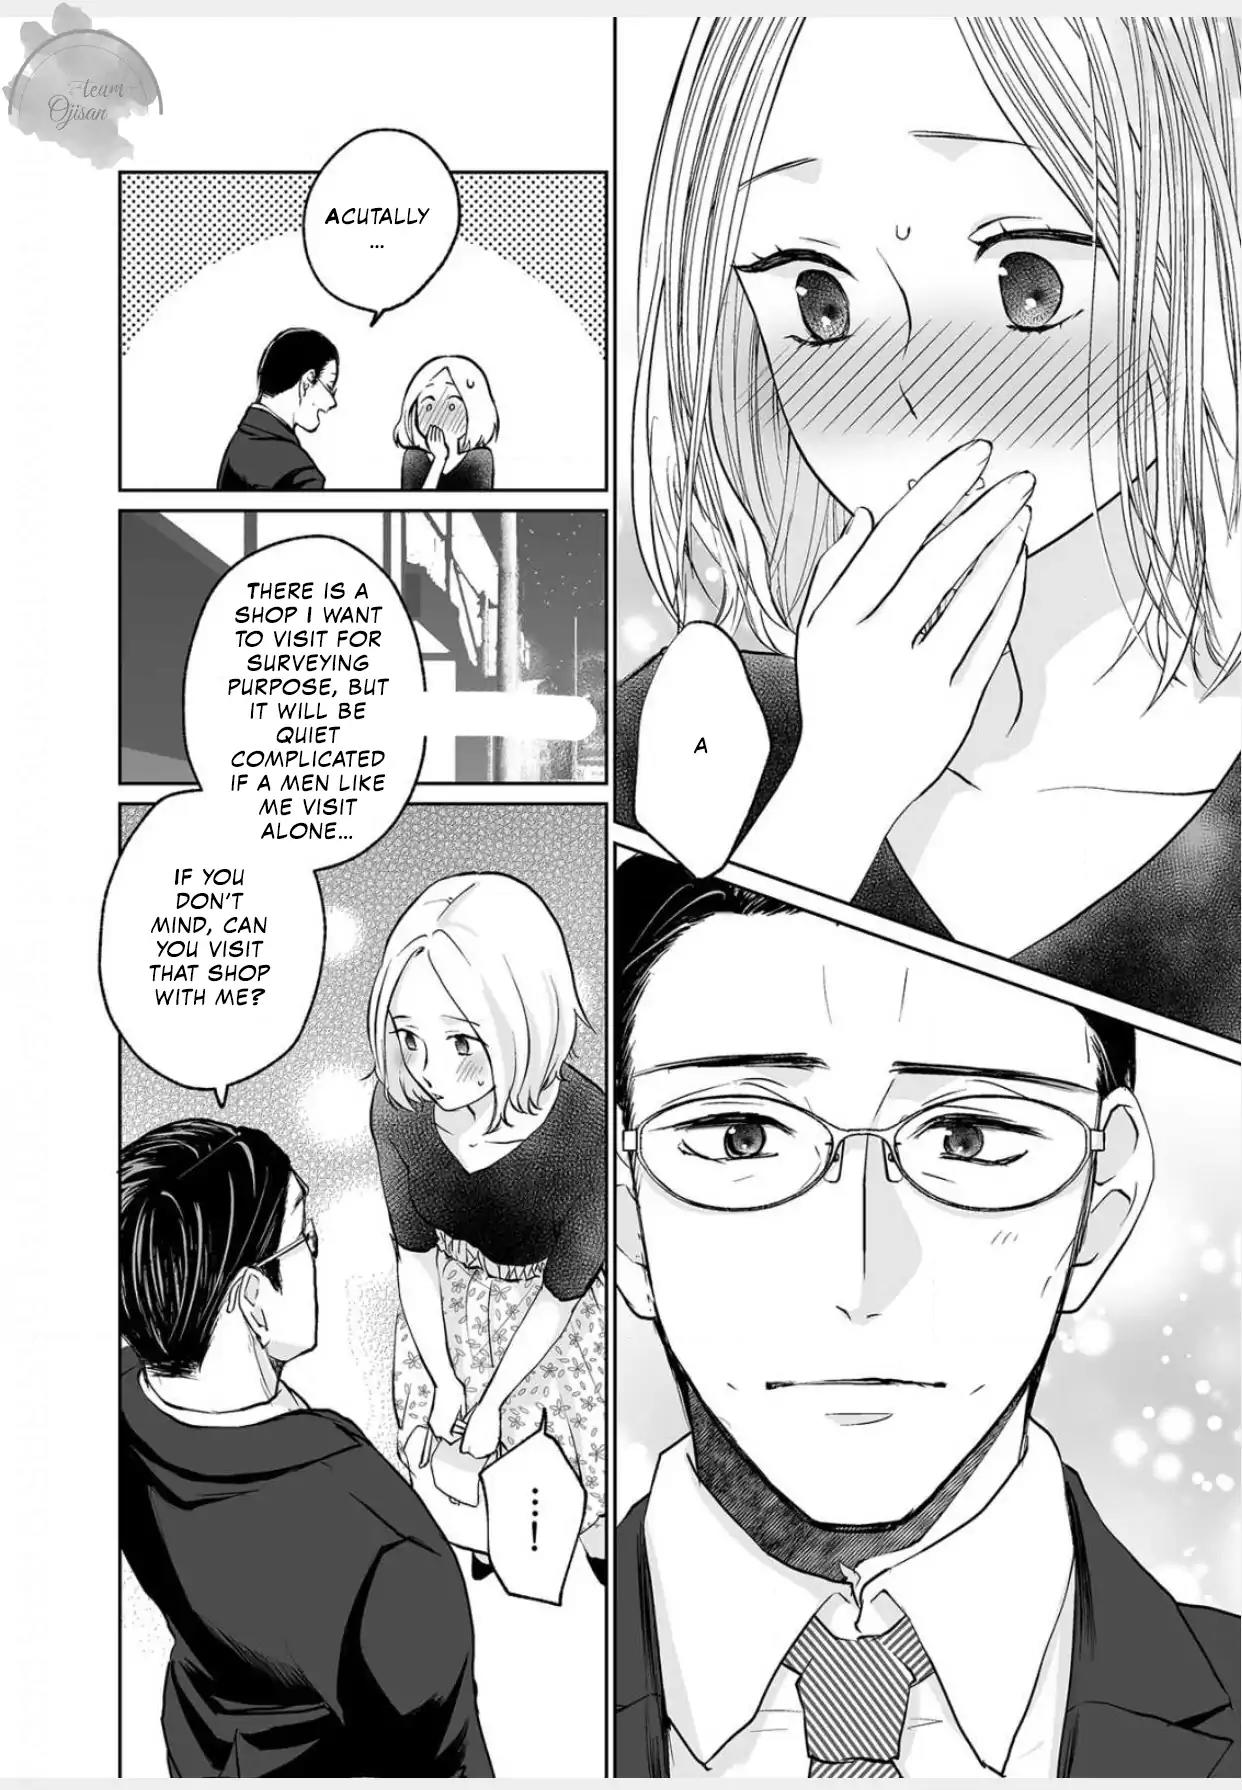 team
Ojisan
A
ACUTALLY
...
THERE IS A
SHOP I WANT
TO VISIT FOR
SURVEYING
PURPOSE, BUT
IT WILL BE
QUIET
COMPLICATED
IF A MEN LIKE
ME VISIT
ALONE...
IF YOU
DON'T
MIND, CAN
YOU VISIT
THAT SHOP
WITH ME?
...!